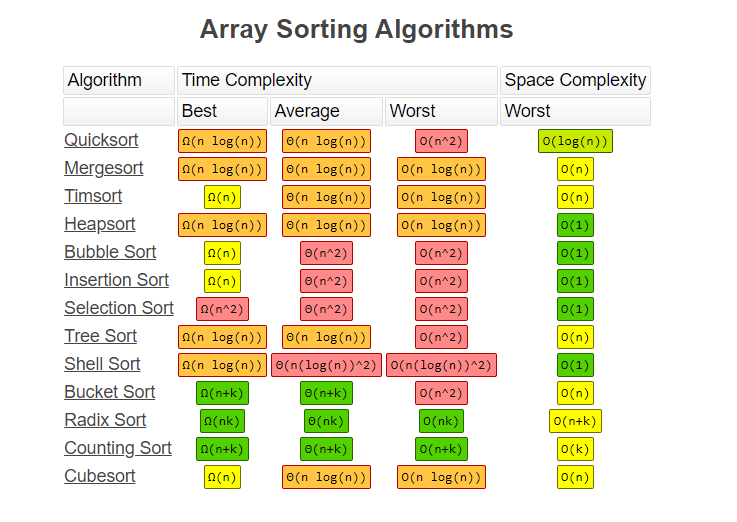 Array Sorting Algorithms
Algorithm Time Complexity Space Complexity
Best Average Worst Worst
Quicksort Ω(n log(n)) Θ(n log(n)) O(n^2) O(log(n))
Mergesort Ω(n log(n)) Θ(n log(n)) O(n log(n)) O(n)
Timsort Ω(n) Θ(n log(n)) O(n log(n)) O(n)
Heapsort Ω(n log(n)) Θ(n log(n)) O(n log(n)) O(1)
Bubble Sort Ω(n) Θ(n^2) O(n^2) O(1)
Insertion Sort Ω(n) Θ(n^2) O(n^2) O(1)
Selection Sort Ω(n^2) Θ(n^2) O(n^2) O(1)
Tree Sort Ω(n log(n)) Θ(n log(n)) O(n^2) O(n)
Shell Sort Ω(n log(n)) Θ(n(log(n))^2) O(n(log(n))^2) O(1)
Bucket Sort Ω(n+k) Θ(n+k) O(n^2) O(n)
Radix Sort Ω(nk) Θ(nk) O(nk) O(n+k)
Counting Sort Ω(n+k) Θ(n+k) O(n+k) O(k)
Cubesort Ω(n) Θ(n log(n)) O(n log(n)) O(n)